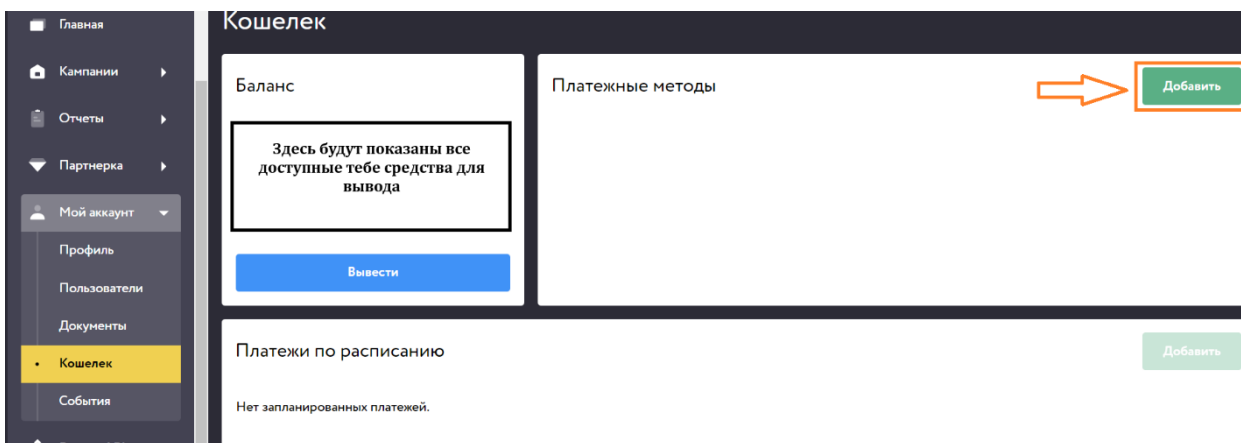 Главная
Кампании
Отчеты
Партнерка
Мой аккаунт
Профиль
Пользователи
Документы
Кошелек
События
Кошелек
Баланс
Здесь будут показаны все
доступные тебе средства для
вывода
Вывести
Платежные методы
Добавить
Платежи по расписанию
Добавить
Нет запланированных платежей.